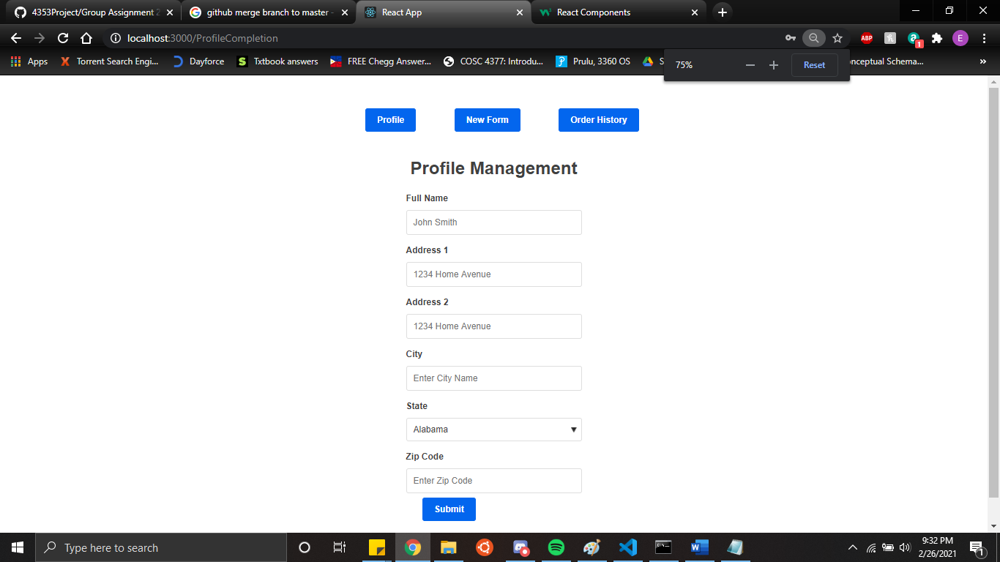 4353Project/Group Assignment 2
github merge branch to master -
React App
React Components
localhost:3000/ProfileCompletion
ABP
1
E
Apps
Torrent Search Engi...
Dayforce
Txtbook answers
FREE Chegg Answer...
COSC 4377: Introdu...
Prulu, 3360 OS
S
onceptual Schema...
»
75%
Reset
Profile
New Form
Order History
Profile Management
Full Name
John Smith
Address 1
1234 Home Avenue
Address 2
1234 Home Avenue
City
Enter City Name
State
Alabama
Zip Code
Enter Zip Code
Submit
Type here to search
9:32 PM
2/26/2021
1